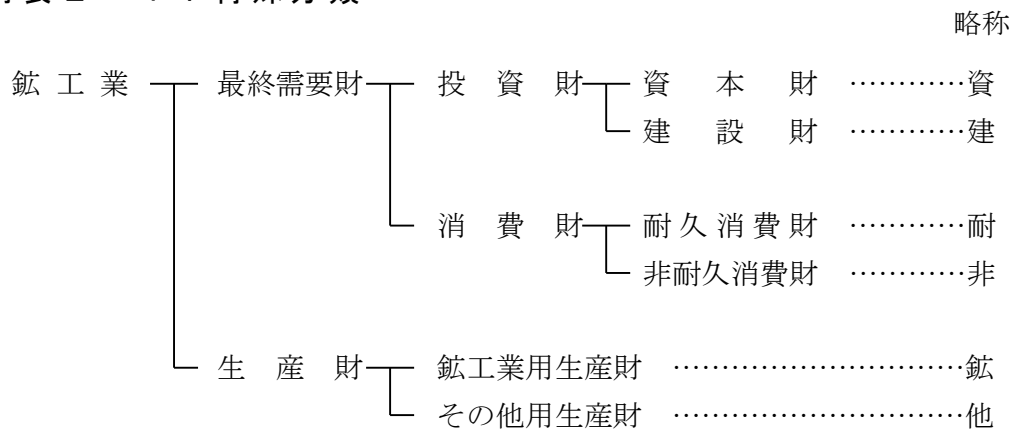 略称
鉱工業 最終需要財 投資財 資本財 …………資
建設財 …………建
消費財 耐久消費財 …………耐
非耐久消費財 …………非
生産財 鉱工業用生産財 …………………………鉱
その他用生産財 …………………………他